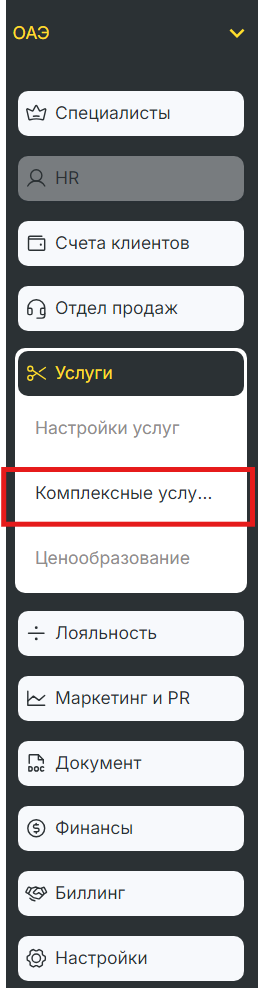 ОАЭ
Специалисты
HR
Счета клиентов
Отдел продаж
Услуги
Настройки услуг
Комплексные услу...
Ценообразование
Лояльность
Маркетинг и PR
DOC Документ
Финансы
Биллинг
Настройки